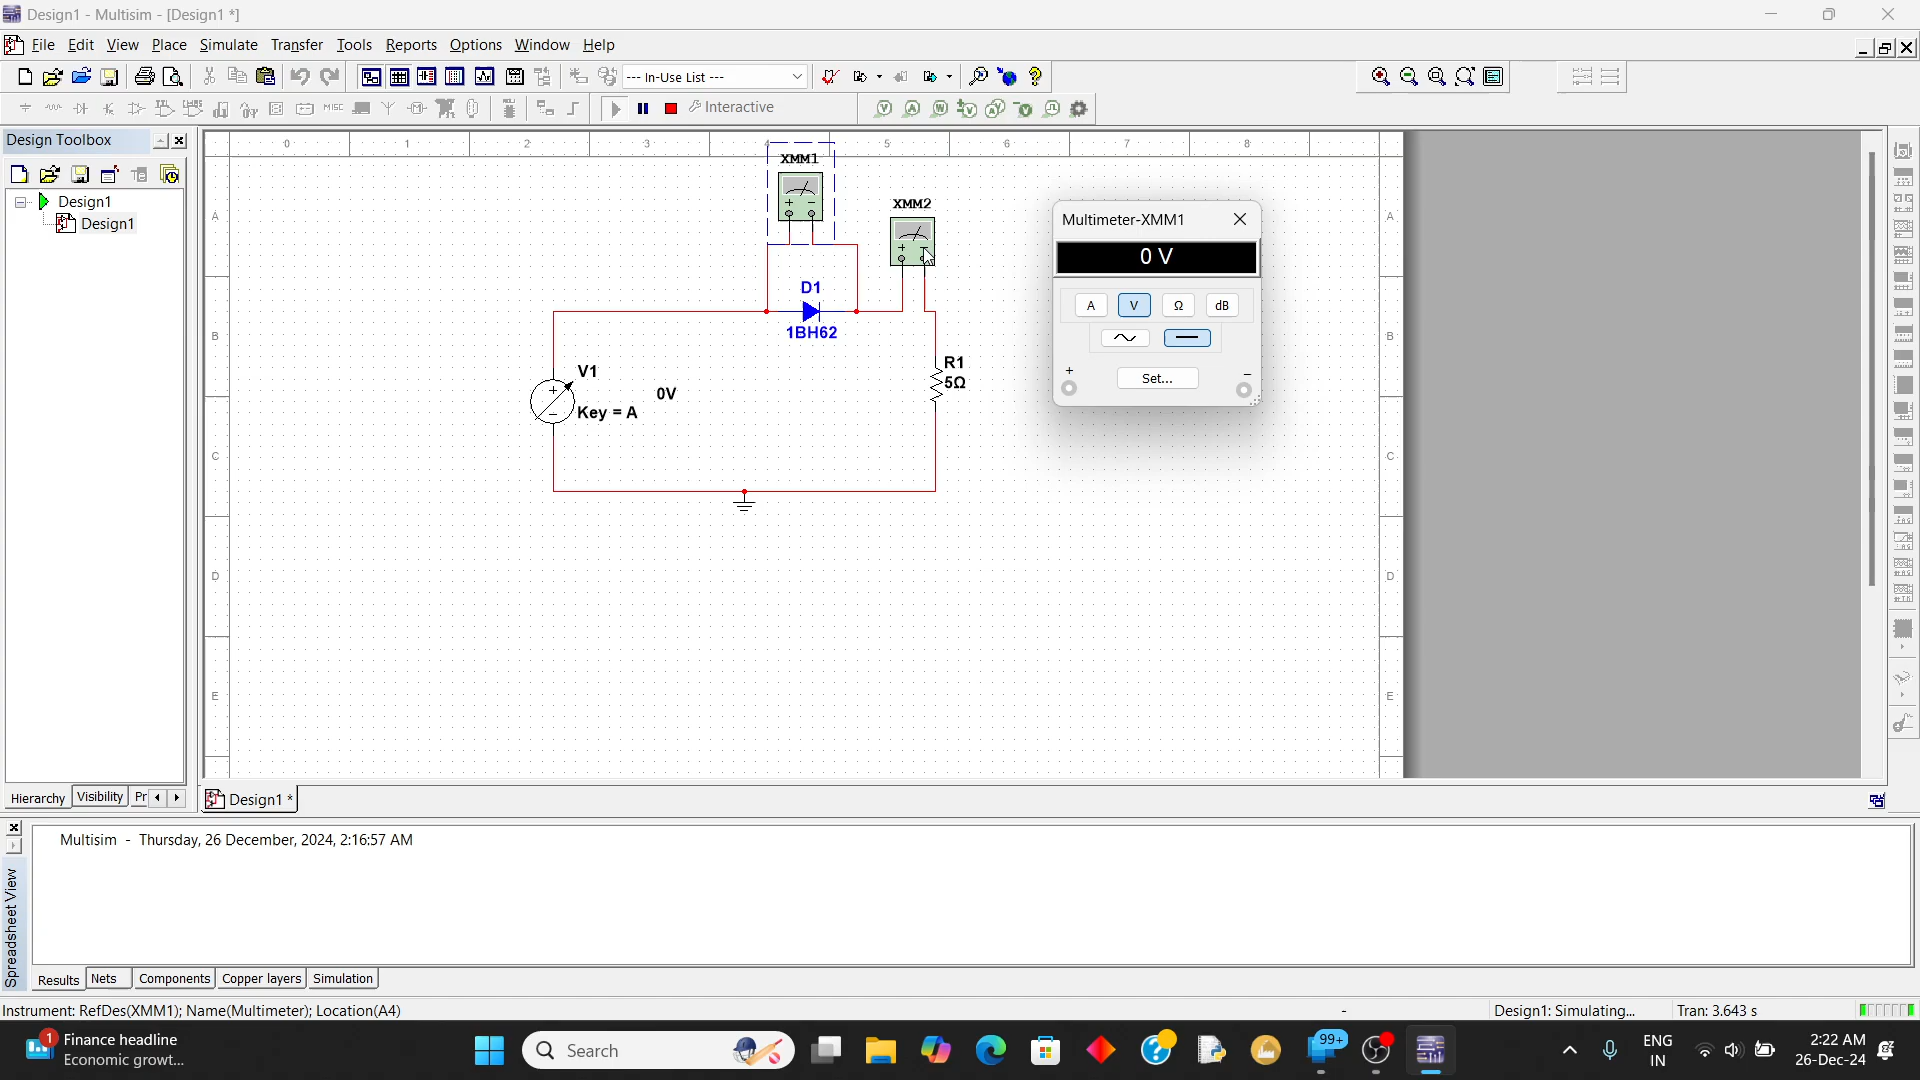 Design1 - Multisim - [Design1 *]
File Edit View Place Simulate Transfer Tools Reports Options Window Help
--- In-Use List ---
MISC Interactive
Design Toolbox
Design1
Design1
Hierarchy Visibility Pr
0 1 2 3 4 5 6 7 8
A
B
C
D
E
A
B
C
D
E
XMM1
XMM2
D1
1BH62
V1
0V
Key = A
R1
5Ω
Multimeter-XMM1
0 V
A V Ω dB
+ Set... -
Design1 *
Multisim - Thursday, 26 December, 2024, 2:16:57 AM
Spreadsheet View
Results Nets Components Copper layers Simulation
Instrument: RefDes(XMM1); Name(Multimeter); Location(A4) - Design1: Simulating... Tran: 3.643 s
1 Finance headline
Economic growt...
Search
99+
ENG
IN
2:22 AM
26-Dec-24